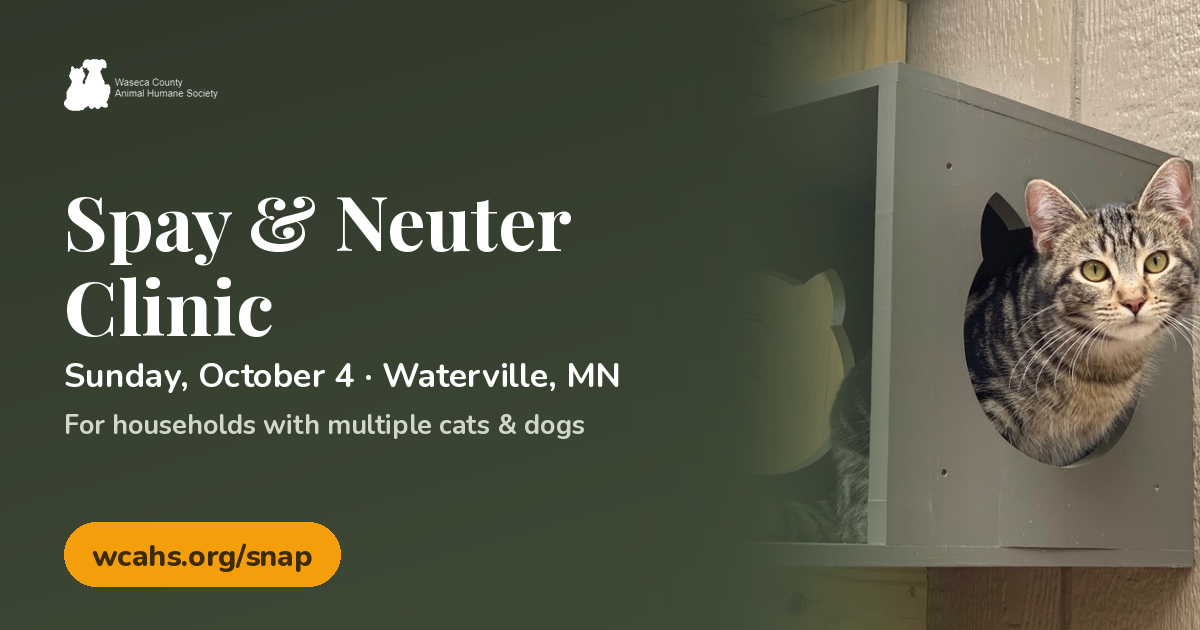 Waseca County
Animal Humane Society
Spay & Neuter
Clinic
Sunday, October 4 · Waterville, MN
For households with multiple cats & dogs
wcahs.org/snap